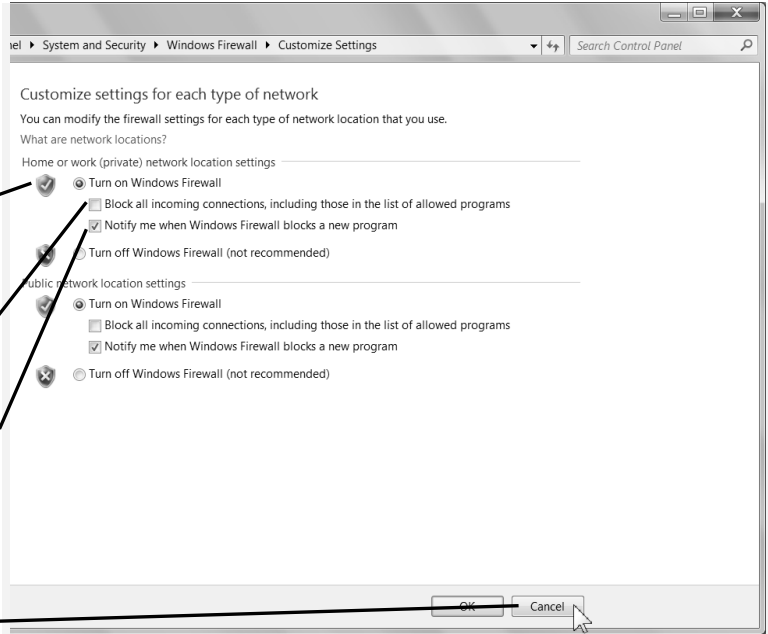 nel ▸ System and Security ▸ Windows Firewall ▸ Customize Settings
Search Control Panel
Customize settings for each type of network
You can modify the firewall settings for each type of network location that you use.
What are network locations?
Home or work (private) network location settings
Turn on Windows Firewall
Block all incoming connections, including those in the list of allowed programs
Notify me when Windows Firewall blocks a new program
Turn off Windows Firewall (not recommended)
Public network location settings
Turn on Windows Firewall
Block all incoming connections, including those in the list of allowed programs
Notify me when Windows Firewall blocks a new program
Turn off Windows Firewall (not recommended)
OK Cancel